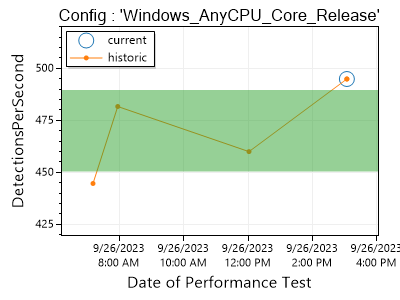 Config : 'Windows_AnyCPU_Core_Release'
current
historic
DetectionsPerSecond
500
475
450
425
9/26/2023 8:00 AM
9/26/2023 10:00 AM
9/26/2023 12:00 PM
9/26/2023 2:00 PM
9/26/2023 4:00 PM
Date of Performance Test